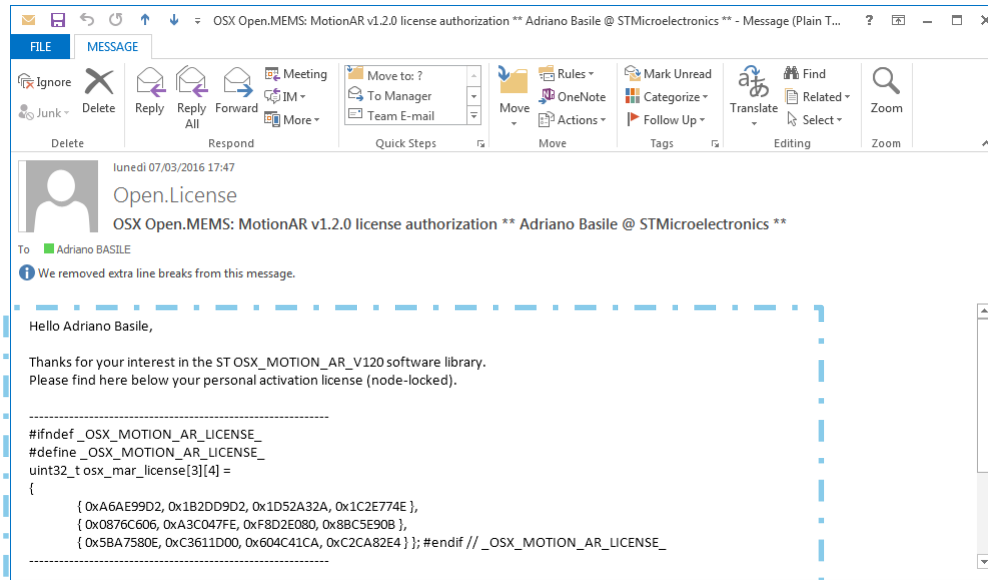 OSX Open.MEMS: MotionAR v1.2.0 license authorization ** Adriano Basile @ STMicroelectronics ** - Message (Plain T...
FILE MESSAGE
Ignore
Junk
Delete
Reply
Reply All
Forward
Meeting
IM
More
Move to: ?
To Manager
Team E-mail
Move
Rules
OneNote
Actions
Mark Unread
Categorize
Follow Up
Translate
Find
Related
Select
Zoom
Delete Respond Quick Steps Move Tags Editing Zoom
lunedì 07/03/2016 17:47
Open.License
OSX Open.MEMS: MotionAR v1.2.0 license authorization ** Adriano Basile @ STMicroelectronics **
To Adriano BASILE
We removed extra line breaks from this message.
Hello Adriano Basile,
Thanks for your interest in the ST OSX_MOTION_AR_V120 software library.
Please find here below your personal activation license (node-locked).
------------------------------------------------------------
#ifndef _OSX_MOTION_AR_LICENSE_
#define _OSX_MOTION_AR_LICENSE_
uint32_t osx_mar_license[3][4] =
{
{ 0xA6AE99D2, 0x1B2DD9D2, 0x1D52A32A, 0x1C2E774E },
{ 0x0876C606, 0xA3C047FE, 0xF8D2E080, 0x8BC5E90B },
{ 0x5BA7580E, 0xC3611D00, 0x604C41CA, 0xC2CA82E4 } }; #endif // _OSX_MOTION_AR_LICENSE_
------------------------------------------------------------